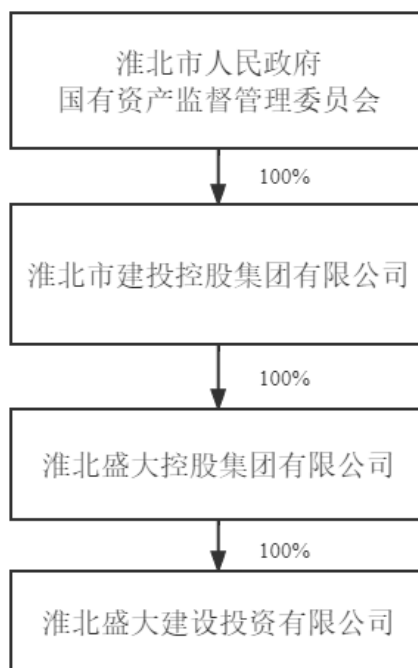 淮北市人民政府
国有资产监督管理委员会
100%
淮北市建投控股集团有限公司
100%
淮北盛大控股集团有限公司
100%
淮北盛大建设投资有限公司